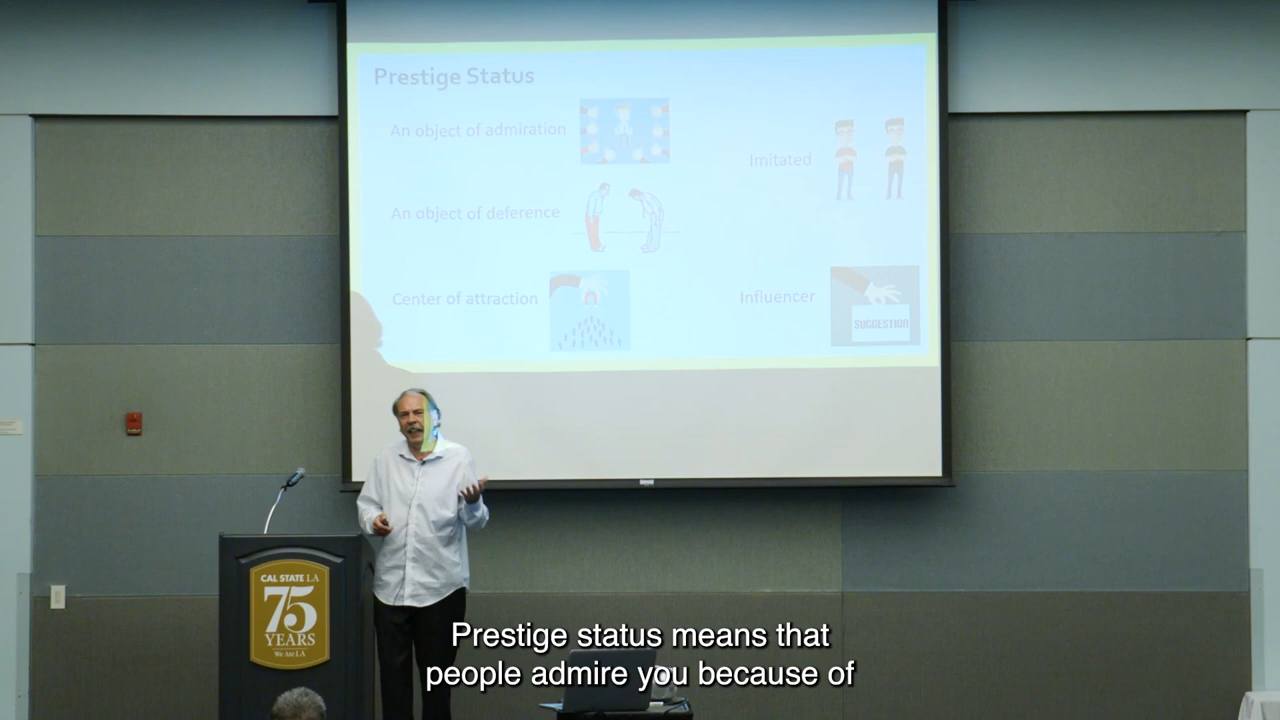 Prestige Status
An object of admiration
Imitated
An object of deference
Center of attraction
Influencer
SUGGESTION
CAL STATE LA
75
YEARS
We Are LA
Prestige status means that
people admire you because of